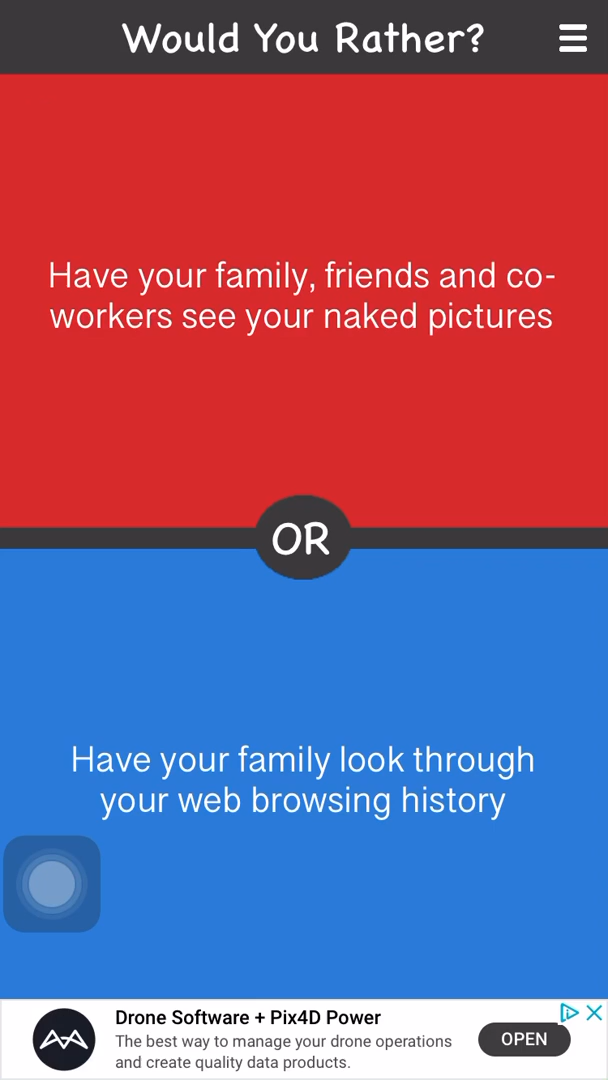 Would You Rather?
Have your family, friends and co-
workers see your naked pictures
OR
Have your family look through
your web browsing history
Drone Software + Pix4D Power
The best way to manage your drone operations
and create quality data products.
OPEN